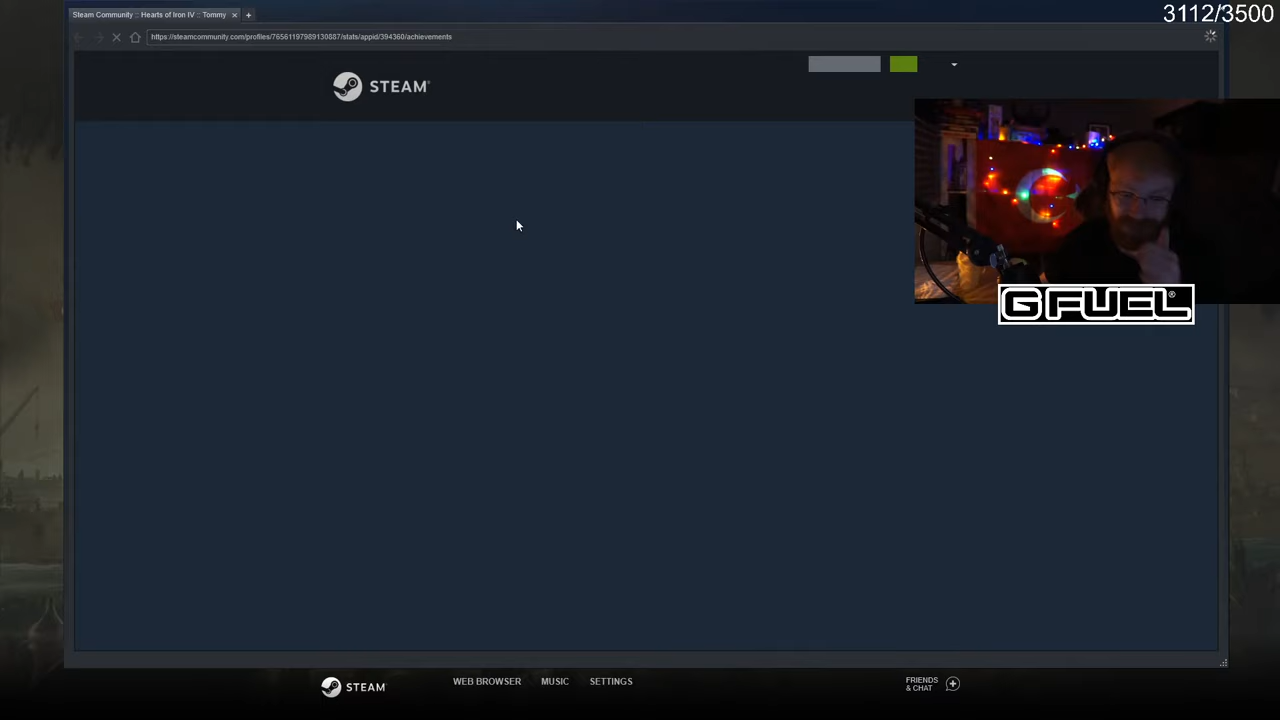 3112/3500
Steam Community :: Hearts of Iron IV :: Tommy
https://steamcommunity.com/profiles/76561197989130887/stats/appid/394360/achievements
STEAM
G FUEL®
STEAM
WEB BROWSER
MUSIC
SETTINGS
FRIENDS
& CHAT